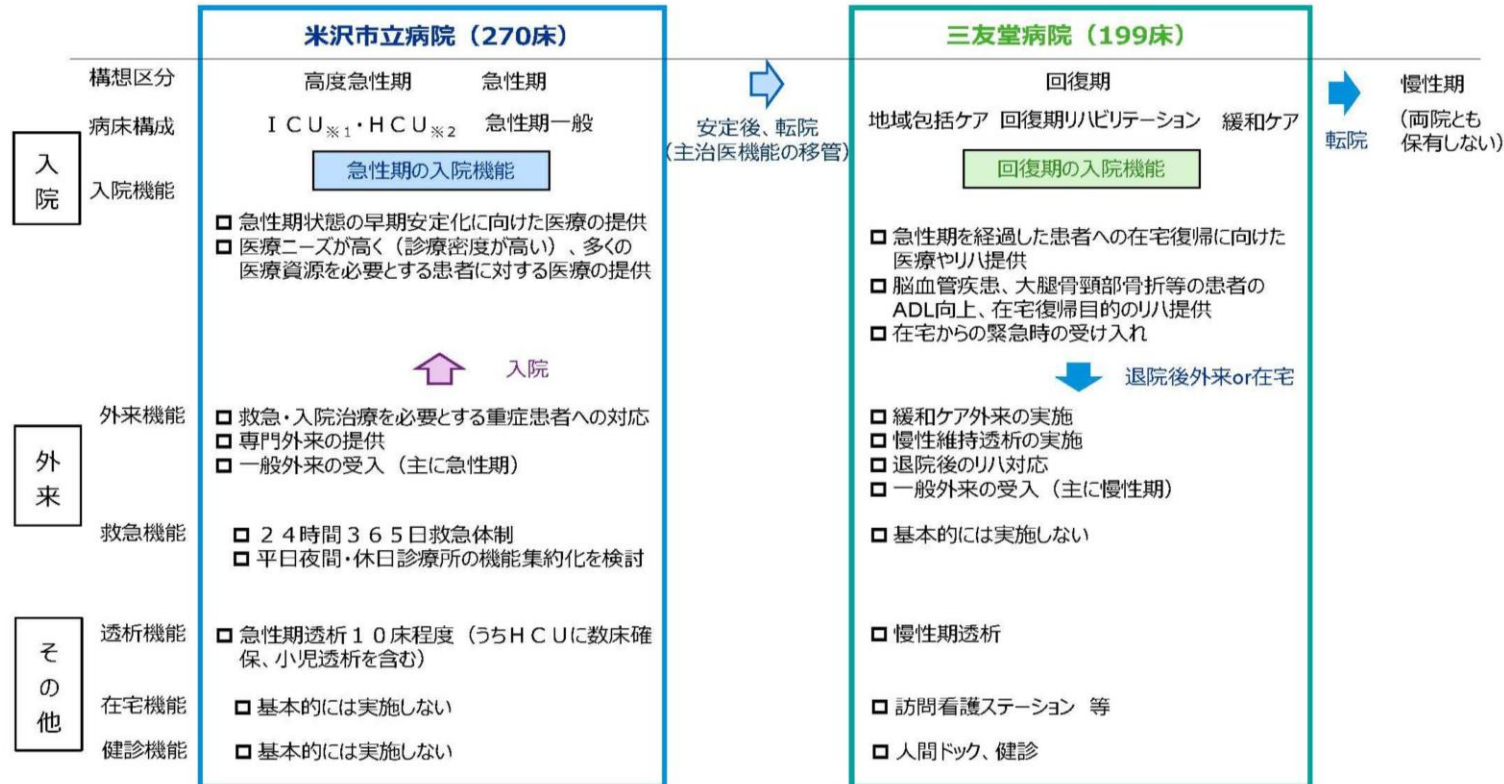 米沢市立病院（270床）
三友堂病院（199床）
構想区分
高度急性期 急性期
回復期
慢性期
病床構成
ＩＣＵ※1・ＨＣＵ※2 急性期一般
安定後、転院
（主治医機能の移管）
地域包括ケア 回復期リハビリテーション 緩和ケア
転院
（両院とも
保有しない）
入院
入院機能
急性期の入院機能
回復期の入院機能
急性期状態の早期安定化に向けた医療の提供
医療ニーズが高く（診療密度が高い）、多くの
医療資源を必要とする患者に対する医療の提供
急性期を経過した患者への在宅復帰に向けた
医療やリハ提供
脳血管疾患、大腿骨頸部骨折等の患者の
ADL向上、在宅復帰目的のリハ提供
在宅からの緊急時の受け入れ
入院
退院後外来or在宅
外来
外来機能
救急・入院治療を必要とする重症患者への対応
専門外来の提供
一般外来の受入（主に急性期）
緩和ケア外来の実施
慢性維持透析の実施
退院後のリハ対応
一般外来の受入（主に慢性期）
救急機能
２４時間３６５日救急体制
平日夜間・休日診療所の機能集約化を検討
基本的には実施しない
その他
透析機能
急性期透析１０床程度（うちＨＣＵに数床確
保、小児透析を含む）
慢性期透析
在宅機能
基本的には実施しない
訪問看護ステーション 等
健診機能
基本的には実施しない
人間ドック、健診